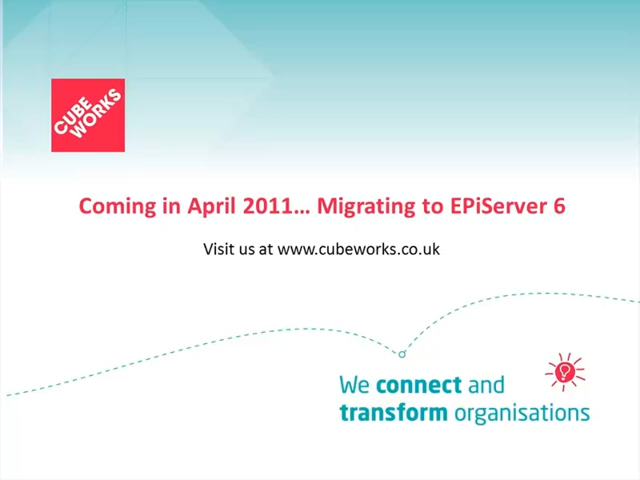 CUBE
WORKS
Coming in April 2011... Migrating to EPiServer 6
Visit us at www.cubeworks.co.uk
We connect and
transform organisations